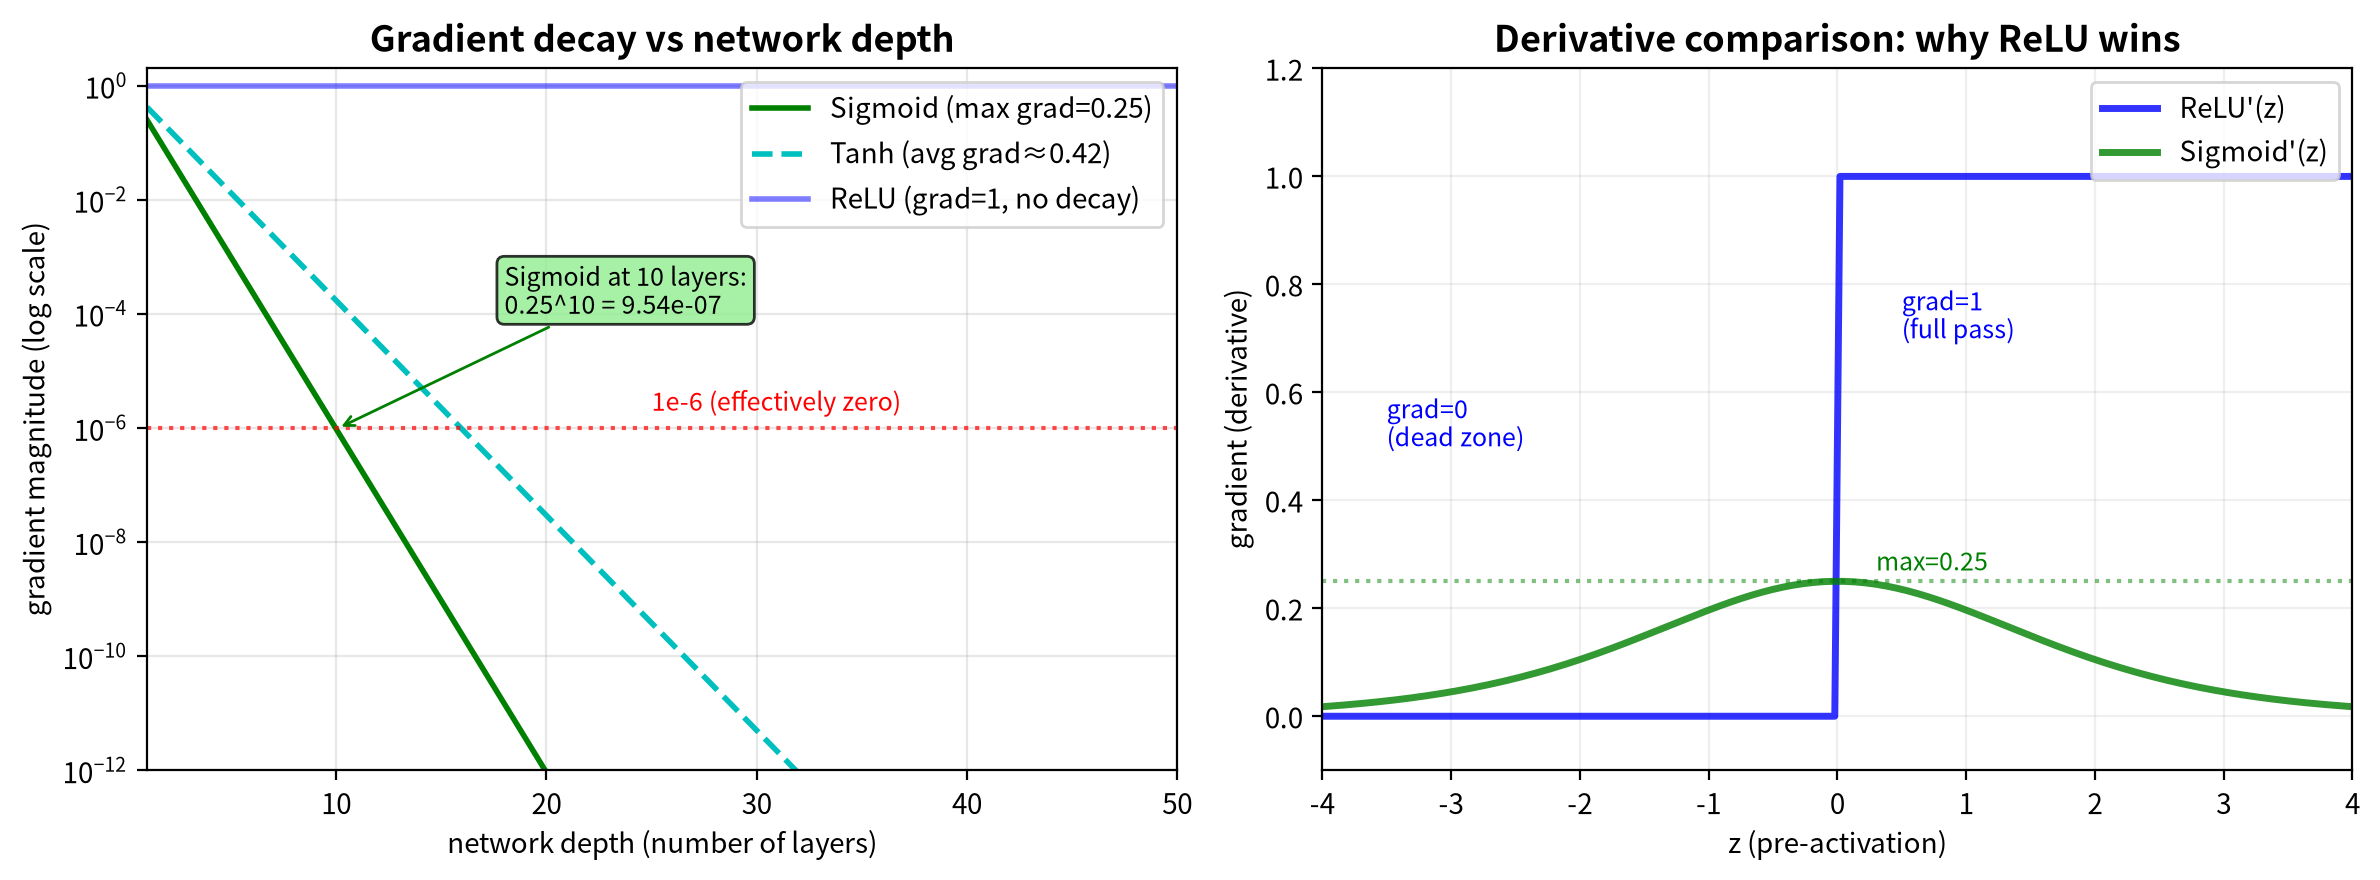 Gradient decay vs network depth
gradient magnitude (log scale)
10⁰
10⁻²
10⁻⁴
10⁻⁶
10⁻⁸
10⁻¹⁰
10⁻¹²
Sigmoid (max grad=0.25)
Tanh (avg grad≈0.42)
ReLU (grad=1, no decay)
Sigmoid at 10 layers:
0.25^10 = 9.54e-07
1e-6 (effectively zero)
10 20 30 40 50
network depth (number of layers)
Derivative comparison: why ReLU wins
gradient (derivative)
1.2
1.0
0.8
0.6
0.4
0.2
0.0
ReLU'(z)
Sigmoid'(z)
grad=1
(full pass)
grad=0
(dead zone)
max=0.25
-4 -3 -2 -1 0 1 2 3 4
z (pre-activation)